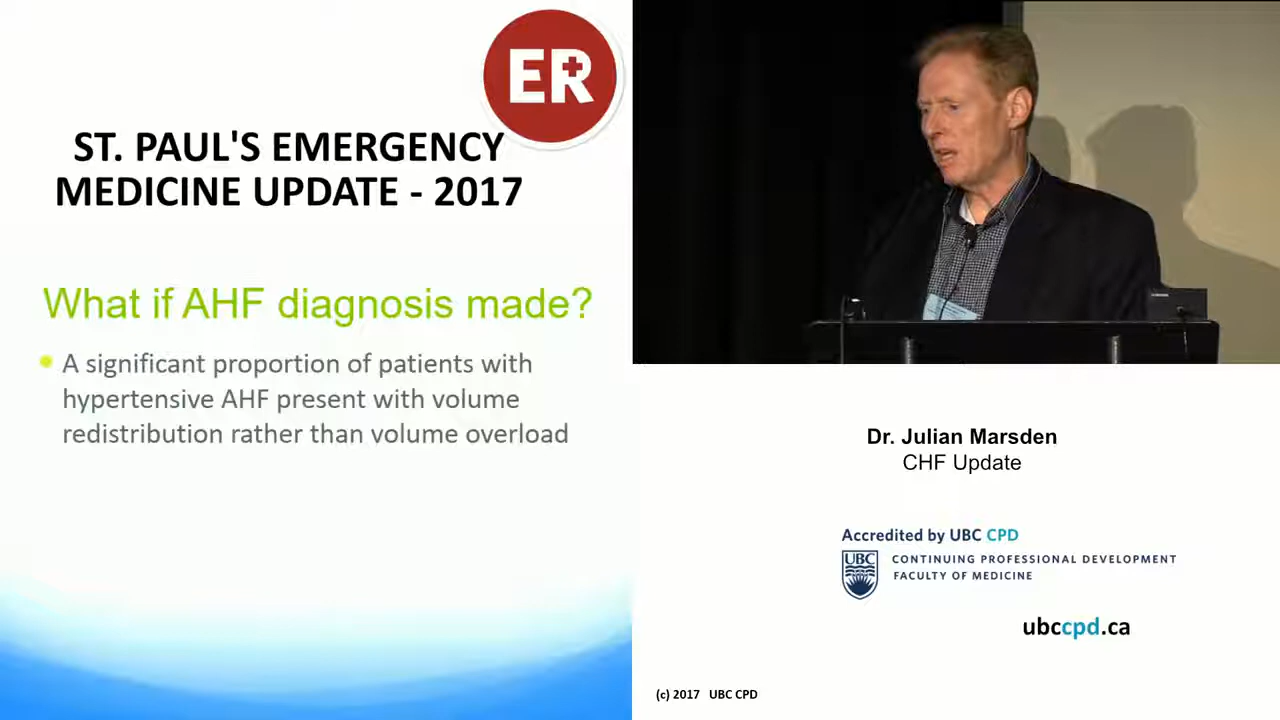 ER
ST. PAUL'S EMERGENCY
MEDICINE UPDATE - 2017
What if AHF diagnosis made?
A significant proportion of patients with
hypertensive AHF present with volume
redistribution rather than volume overload
Dr. Julian Marsden
CHF Update
Accredited by UBC CPD
UBC
CONTINUING PROFESSIONAL DEVELOPMENT
FACULTY OF MEDICINE
ubccpd.ca
(c) 2017 UBC CPD